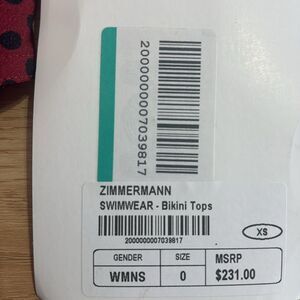 2000000007039817
ZIMMERMANN
SWIMWEAR - Bikini Tops
XS
2000000007039817
GENDER SIZE MSRP
WMNS 0 $231.00